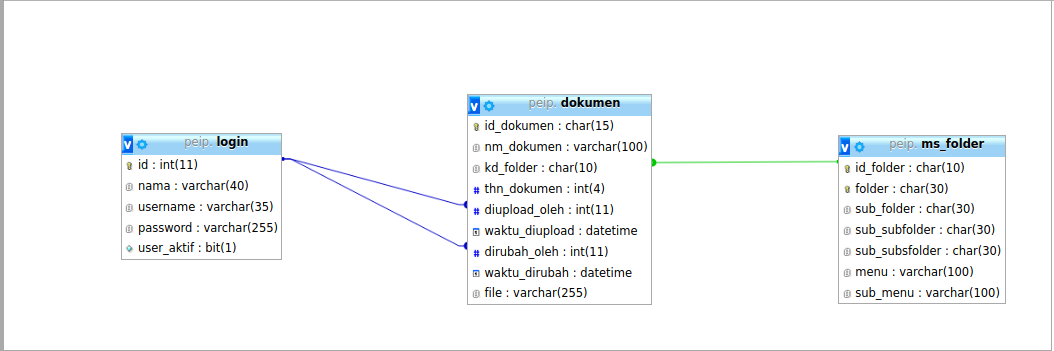 peip. login
id : int(11)
nama : varchar(40)
username : varchar(35)
password : varchar(255)
user_aktif : bit(1)
v peip. dokumen
id_dokumen : char(15)
nm_dokumen : varchar(100)
kd_folder : char(10)
# thn_dokumen : int(4)
# diupload_oleh : int(11)
waktu_diupload : datetime
# dirubah_oleh : int(11)
waktu_dirubah : datetime
file : varchar(255)
v peip. ms_folder
id_folder : char(10)
folder : char(30)
sub_folder : char(30)
sub_subfolder : char(30)
sub_subsfolder : char(30)
menu : varchar(100)
sub_menu : varchar(100)